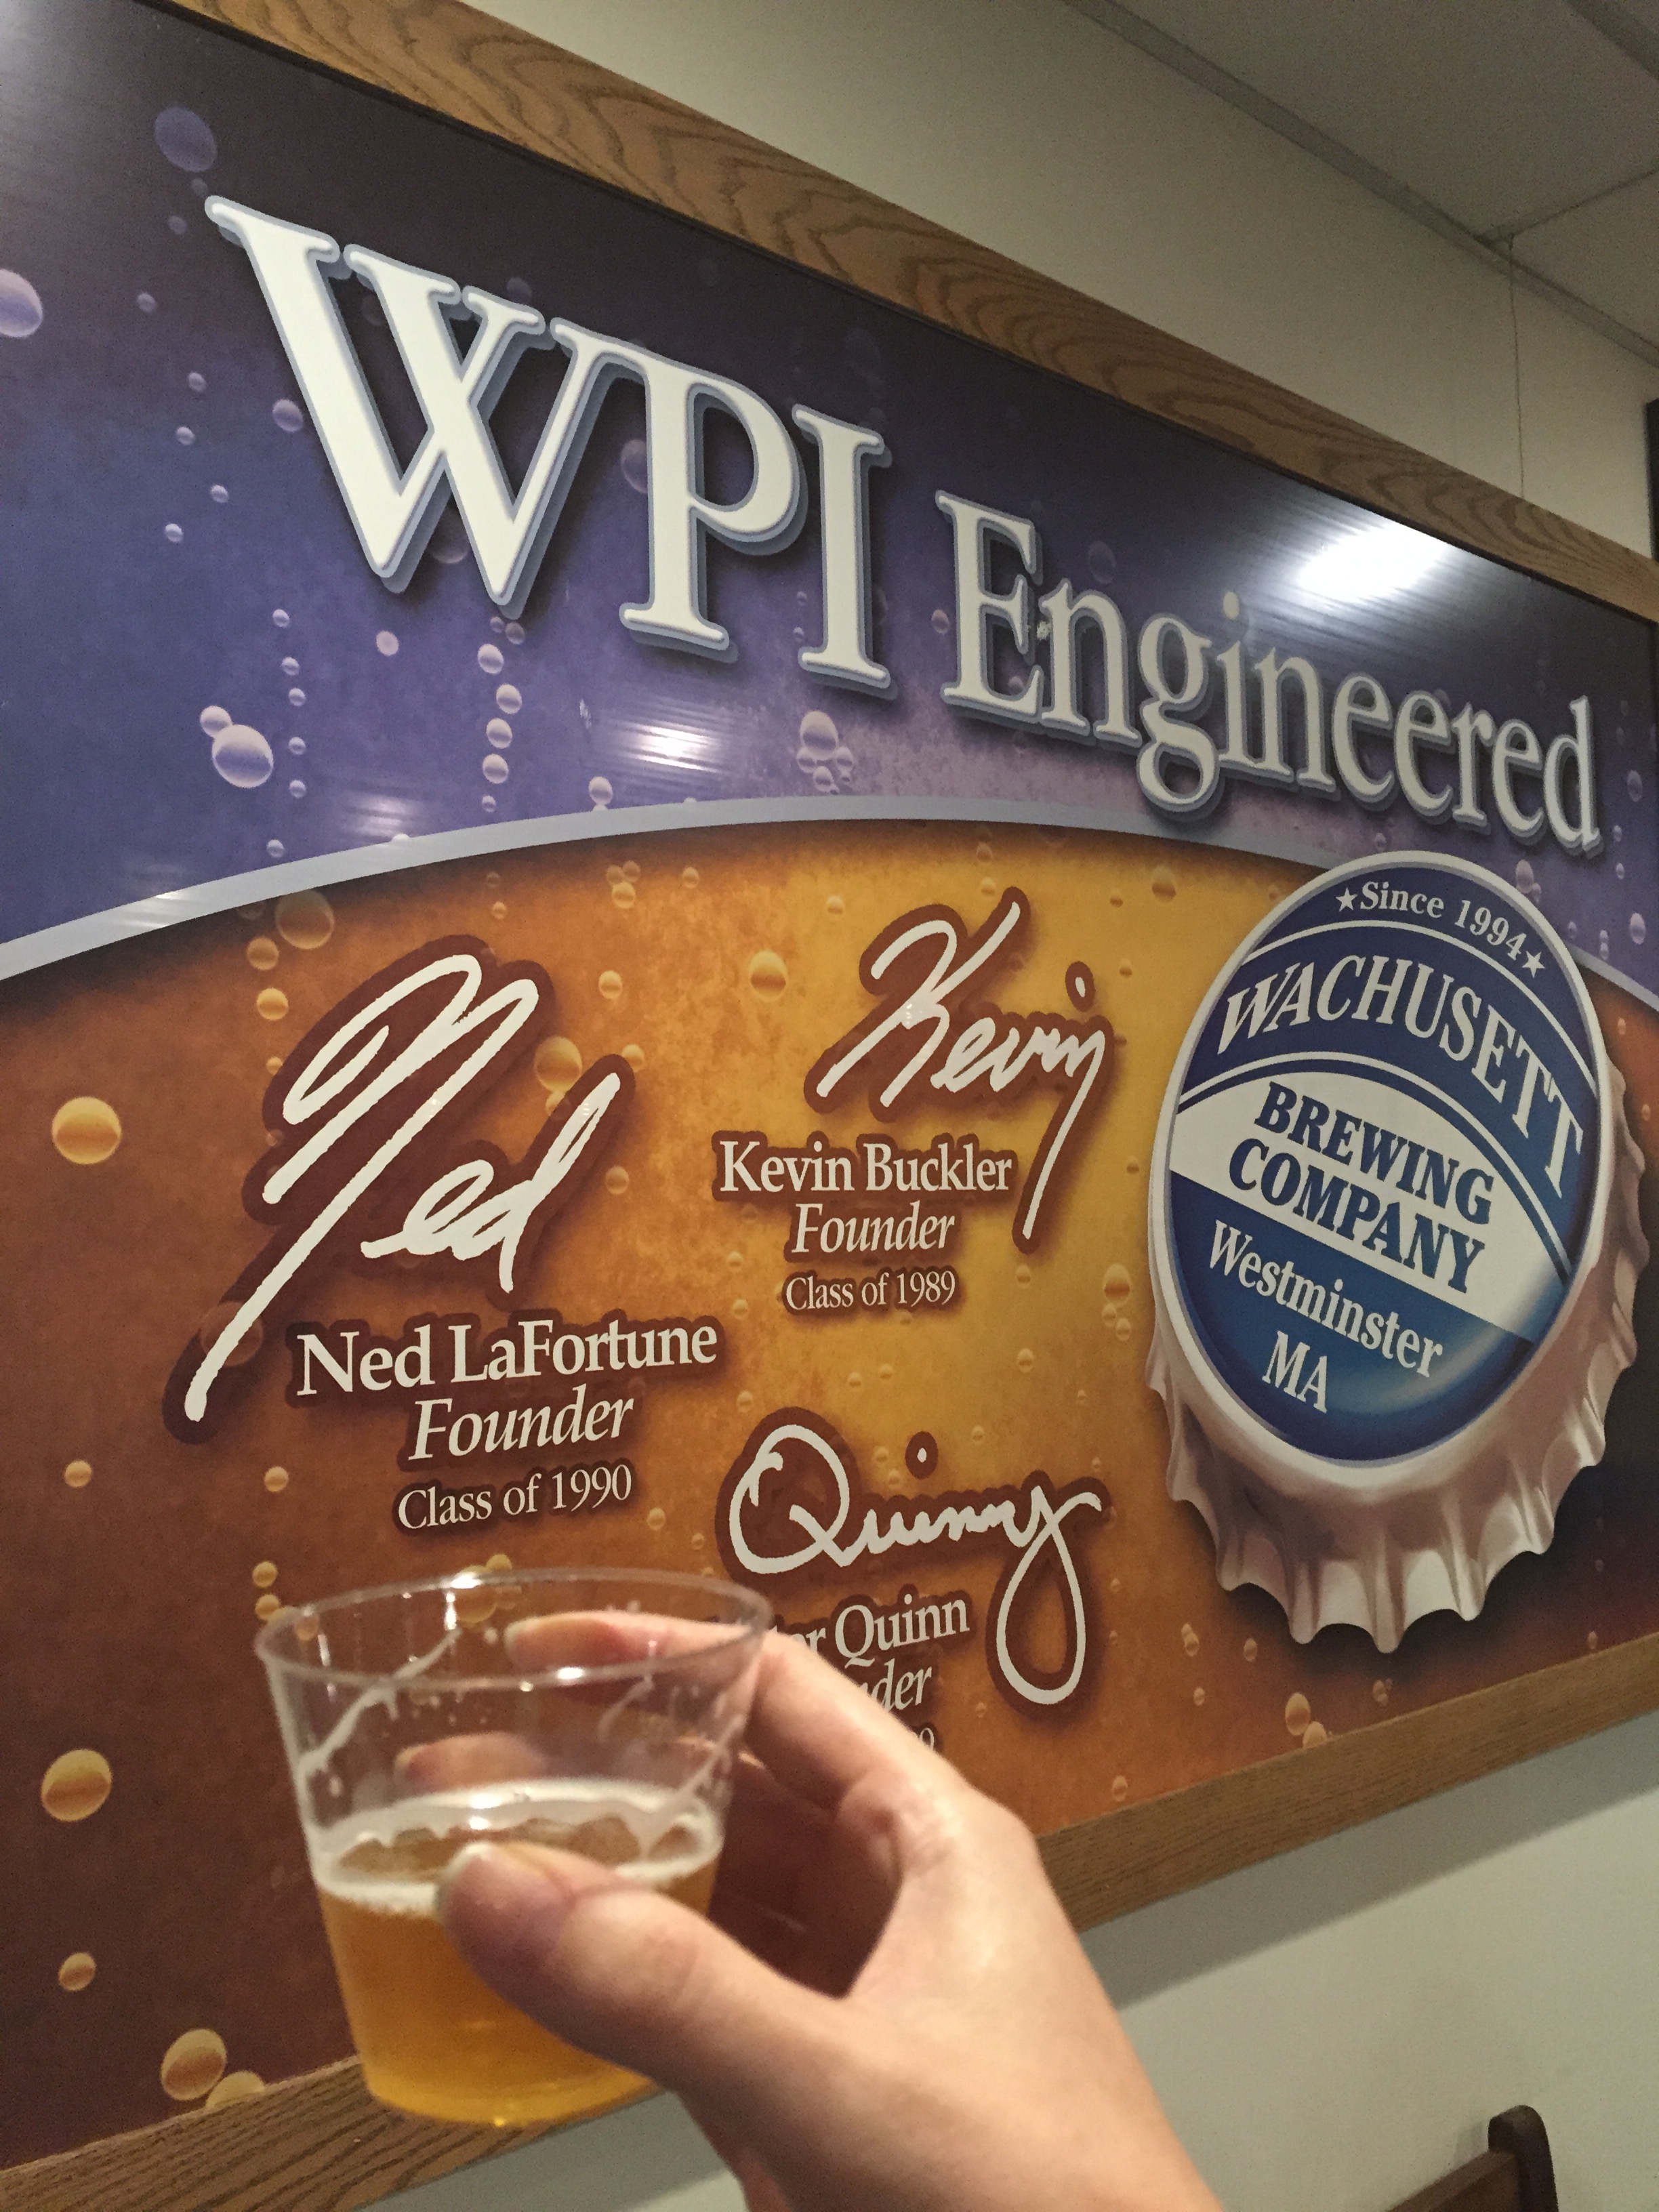 WPI Engineered
Ned
Ned LaFortune
Founder
Class of 1990
Kevin
Kevin Buckler
Founder
Class of 1989
Quinny
Quinn
★Since 1994★
WACHUSETT
BREWING
COMPANY
Westminster
MA